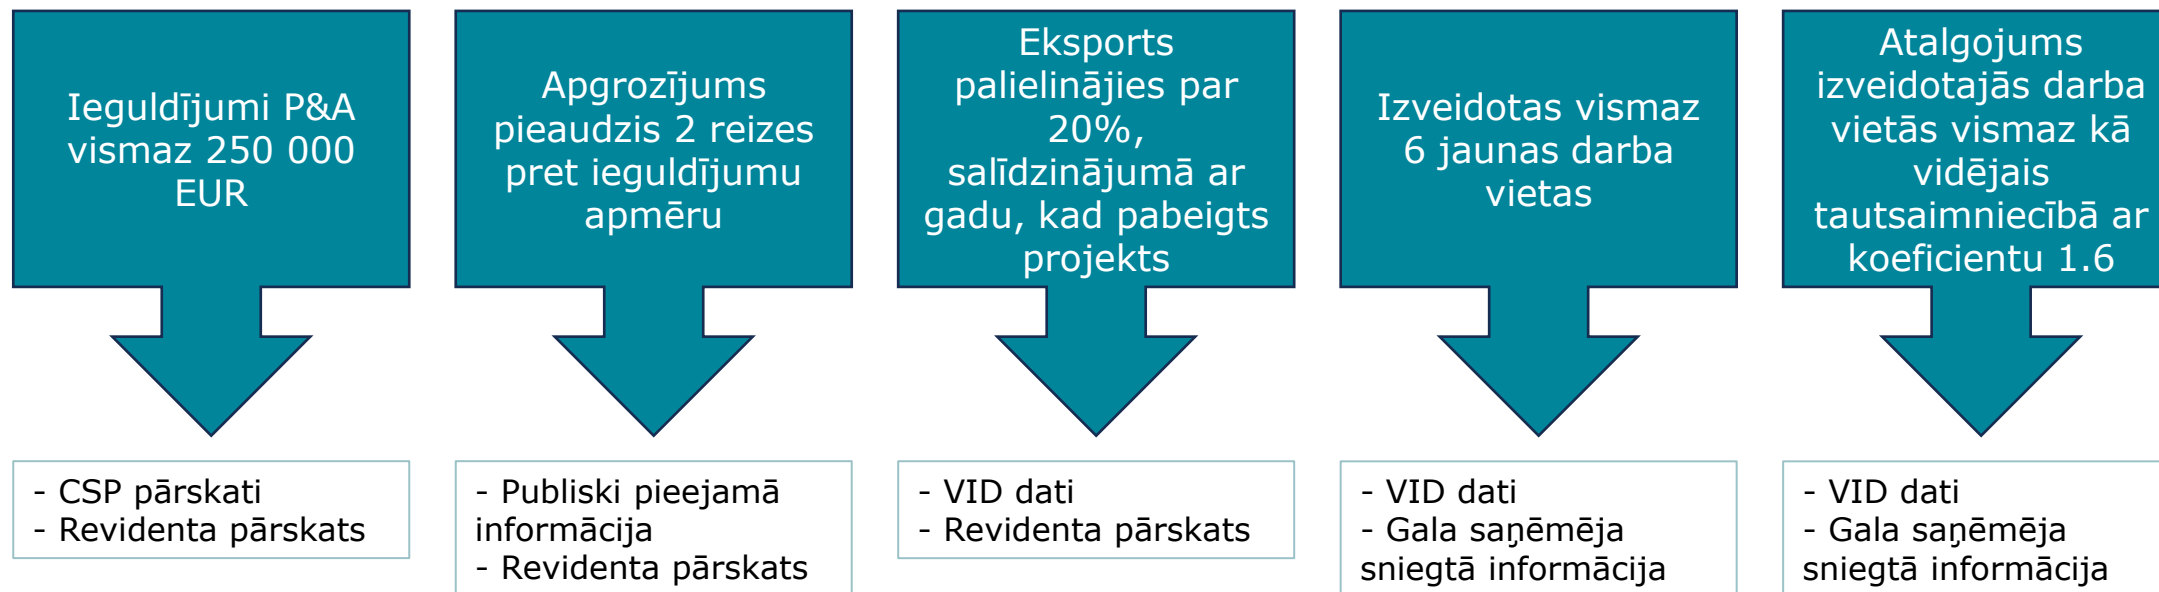 Ieguldījumi P&A
vismaz 250 000
EUR
Apgrozījums
pieaudzis 2 reizes
pret ieguldījumu
apmēru
Eksports
palielinājies par
20%,
salīdzinājumā ar
gadu, kad pabeigts
projekts
Izveidotas vismaz
6 jaunas darba
vietas
Atalgojums
izveidotajās darba
vietās vismaz kā
vidējais
tautsaimniecībā ar
koeficientu 1.6
- CSP pārskati
- Revidenta pārskats
- Publiski pieejamā
informācija
- Revidenta pārskats
- VID dati
- Revidenta pārskats
- VID dati
- Gala saņēmēja
sniegtā informācija
- VID dati
- Gala saņēmēja
sniegtā informācija